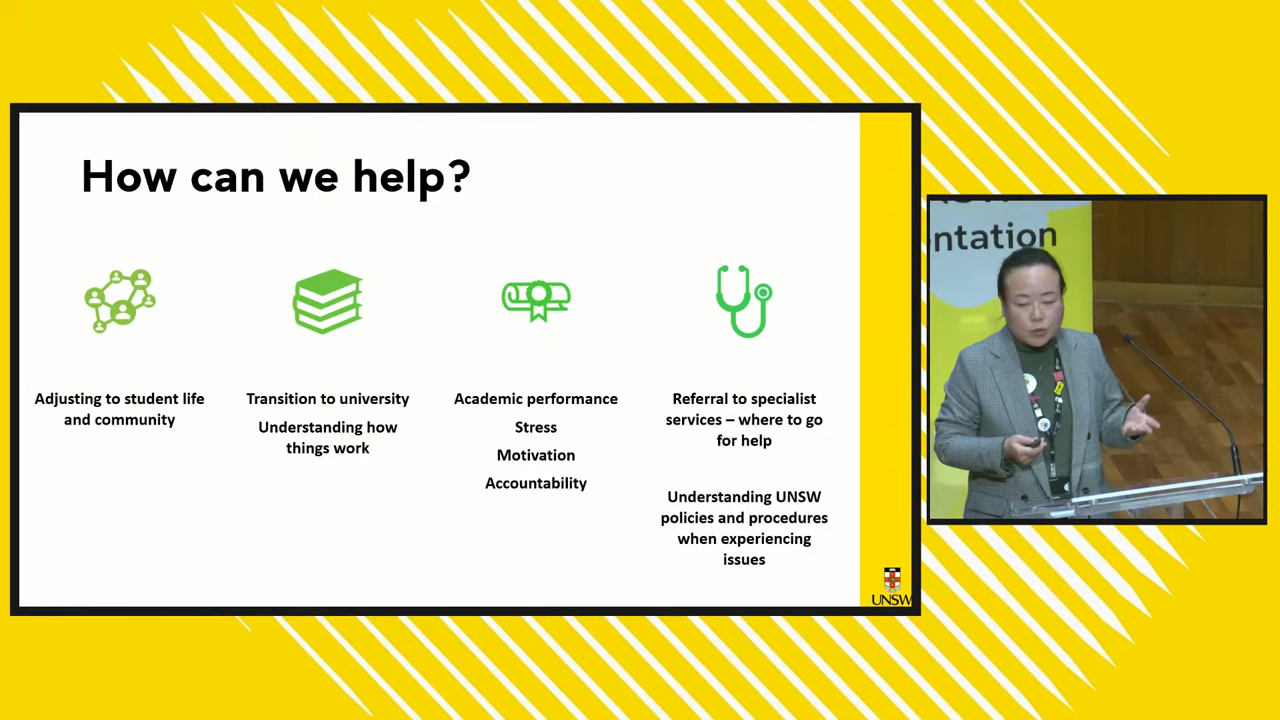 How can we help?
Adjusting to student life
and community
Transition to university
Understanding how
things work
Academic performance
Stress
Motivation
Accountability
Referral to specialist
services – where to go
for help
Understanding UNSW
policies and procedures
when experiencing
issues
UNSW
ntation